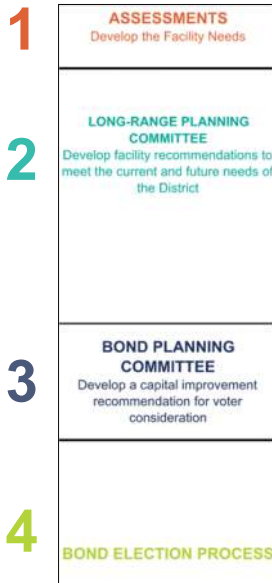 1
ASSESSMENTS
Develop the Facility Needs
2
LONG-RANGE PLANNING
COMMITTEE
Develop facility recommendations to
meet the current and future needs of
the District
3
BOND PLANNING
COMMITTEE
Develop a capital improvement
recommendation for voter
consideration
4
BOND ELECTION PROCESS